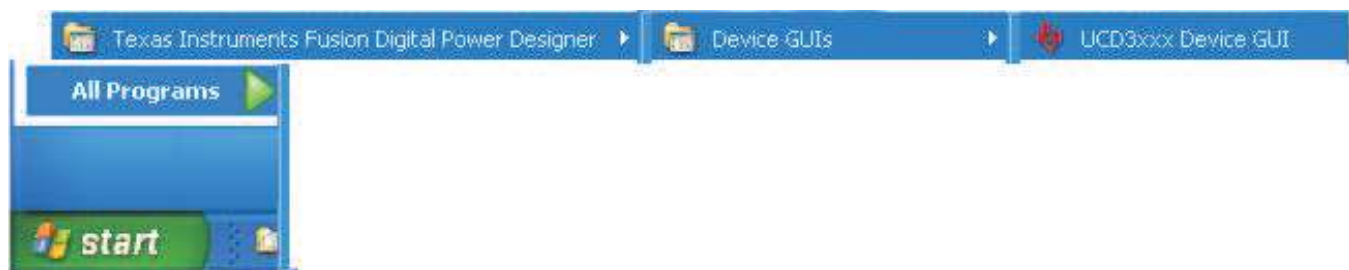 Texas Instruments Fusion Digital Power Designer Device GUIs UCD3xxx Device GUI
All Programs
start